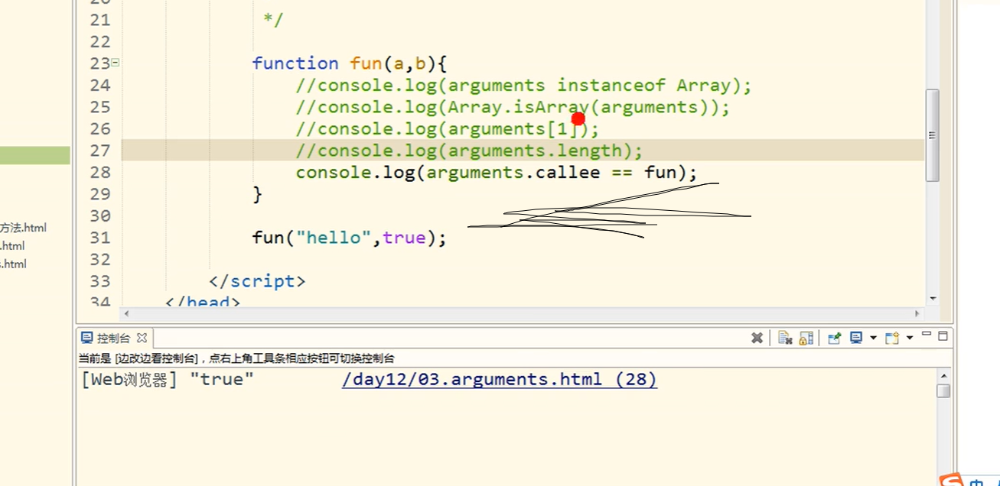 21 */
22
23 function fun(a,b){
24 //console.log(arguments instanceof Array);
25 //console.log(Array.isArray(arguments));
26 //console.log(arguments[1]);
27 //console.log(arguments.length);
28 console.log(arguments.callee == fun);
29 }
30
方法.html
31 fun("hello",true);
.html
32
.html
33 </script>
34 </head>
控制台
当前是 [边改边看控制台]，点右上角工具条相应按钮可切换控制台
[Web浏览器] "true" /day12/03.arguments.html (28)
中